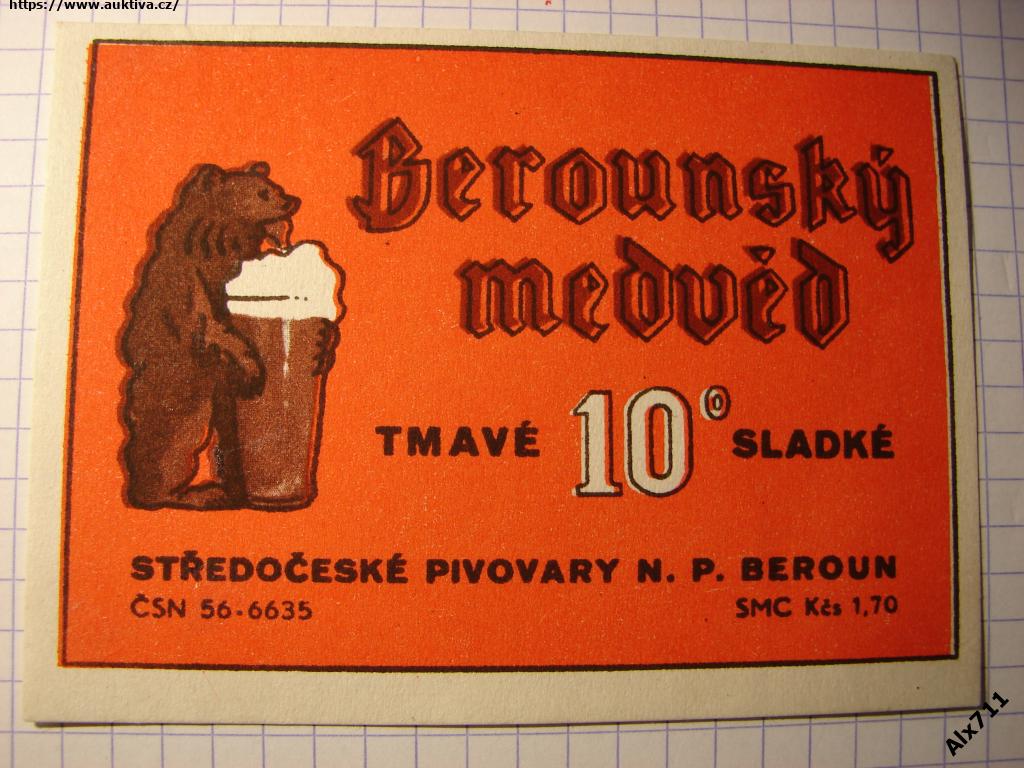 https://www.auktiva.cz/
Berounský
medvěd
TMAVÉ 10° SLADKÉ
STŘEDOČESKÉ PIVOVARY N. P. BEROUN
ČSN 56-6635 SMC Kčs 1,70
Alx711